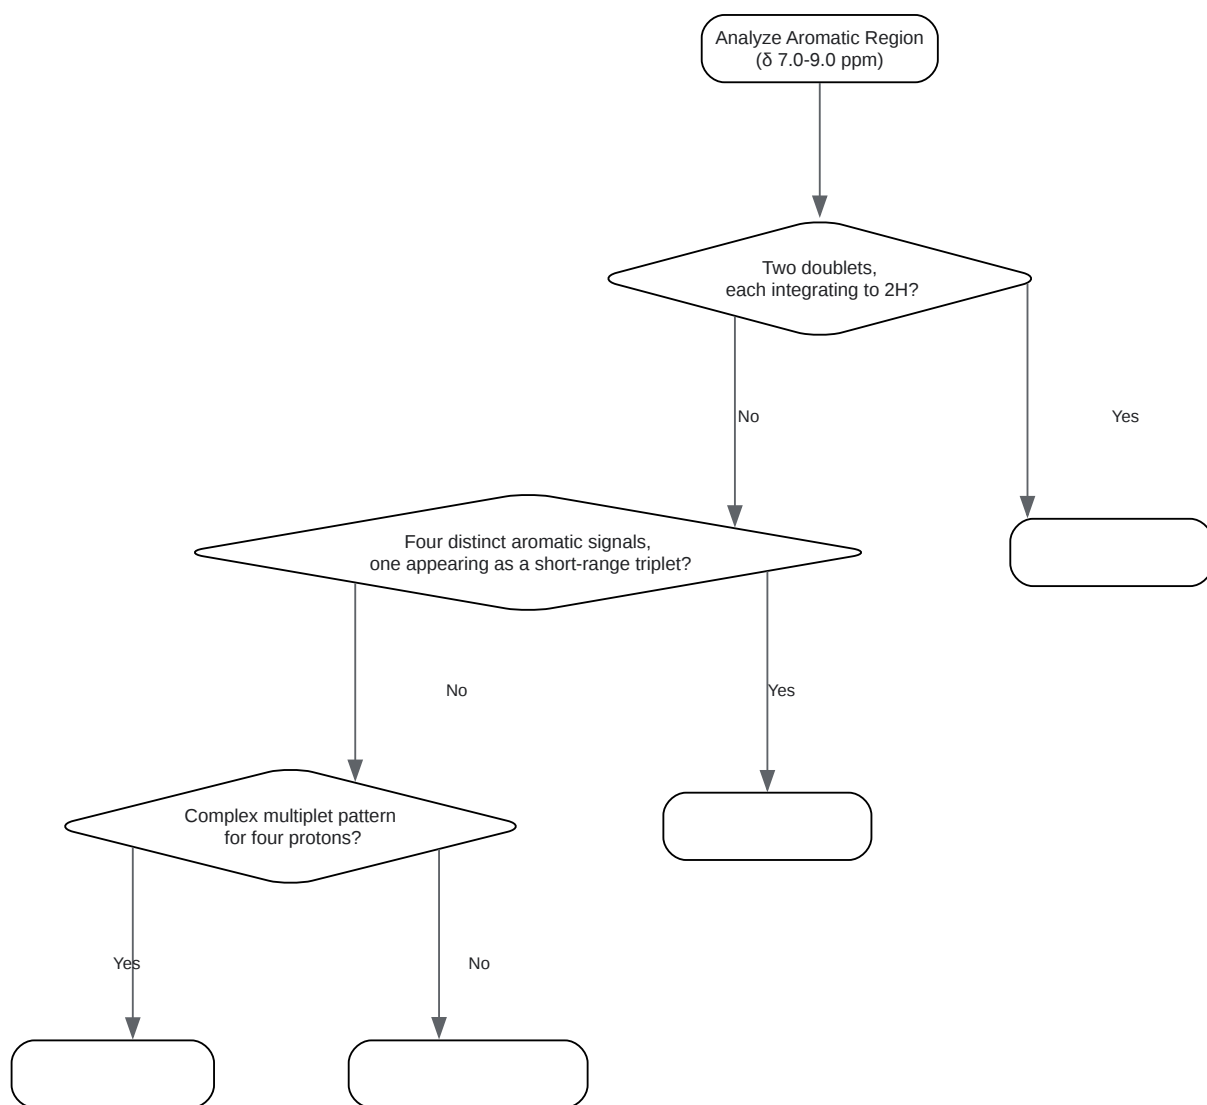 Analyze Aromatic Region
(δ 7.0-9.0 ppm)
Two doublets,
each integrating to 2H?
No
Yes
Four distinct aromatic signals,
one appearing as a short-range triplet?
No
Yes
Complex multiplet pattern
for four protons?
Yes
No